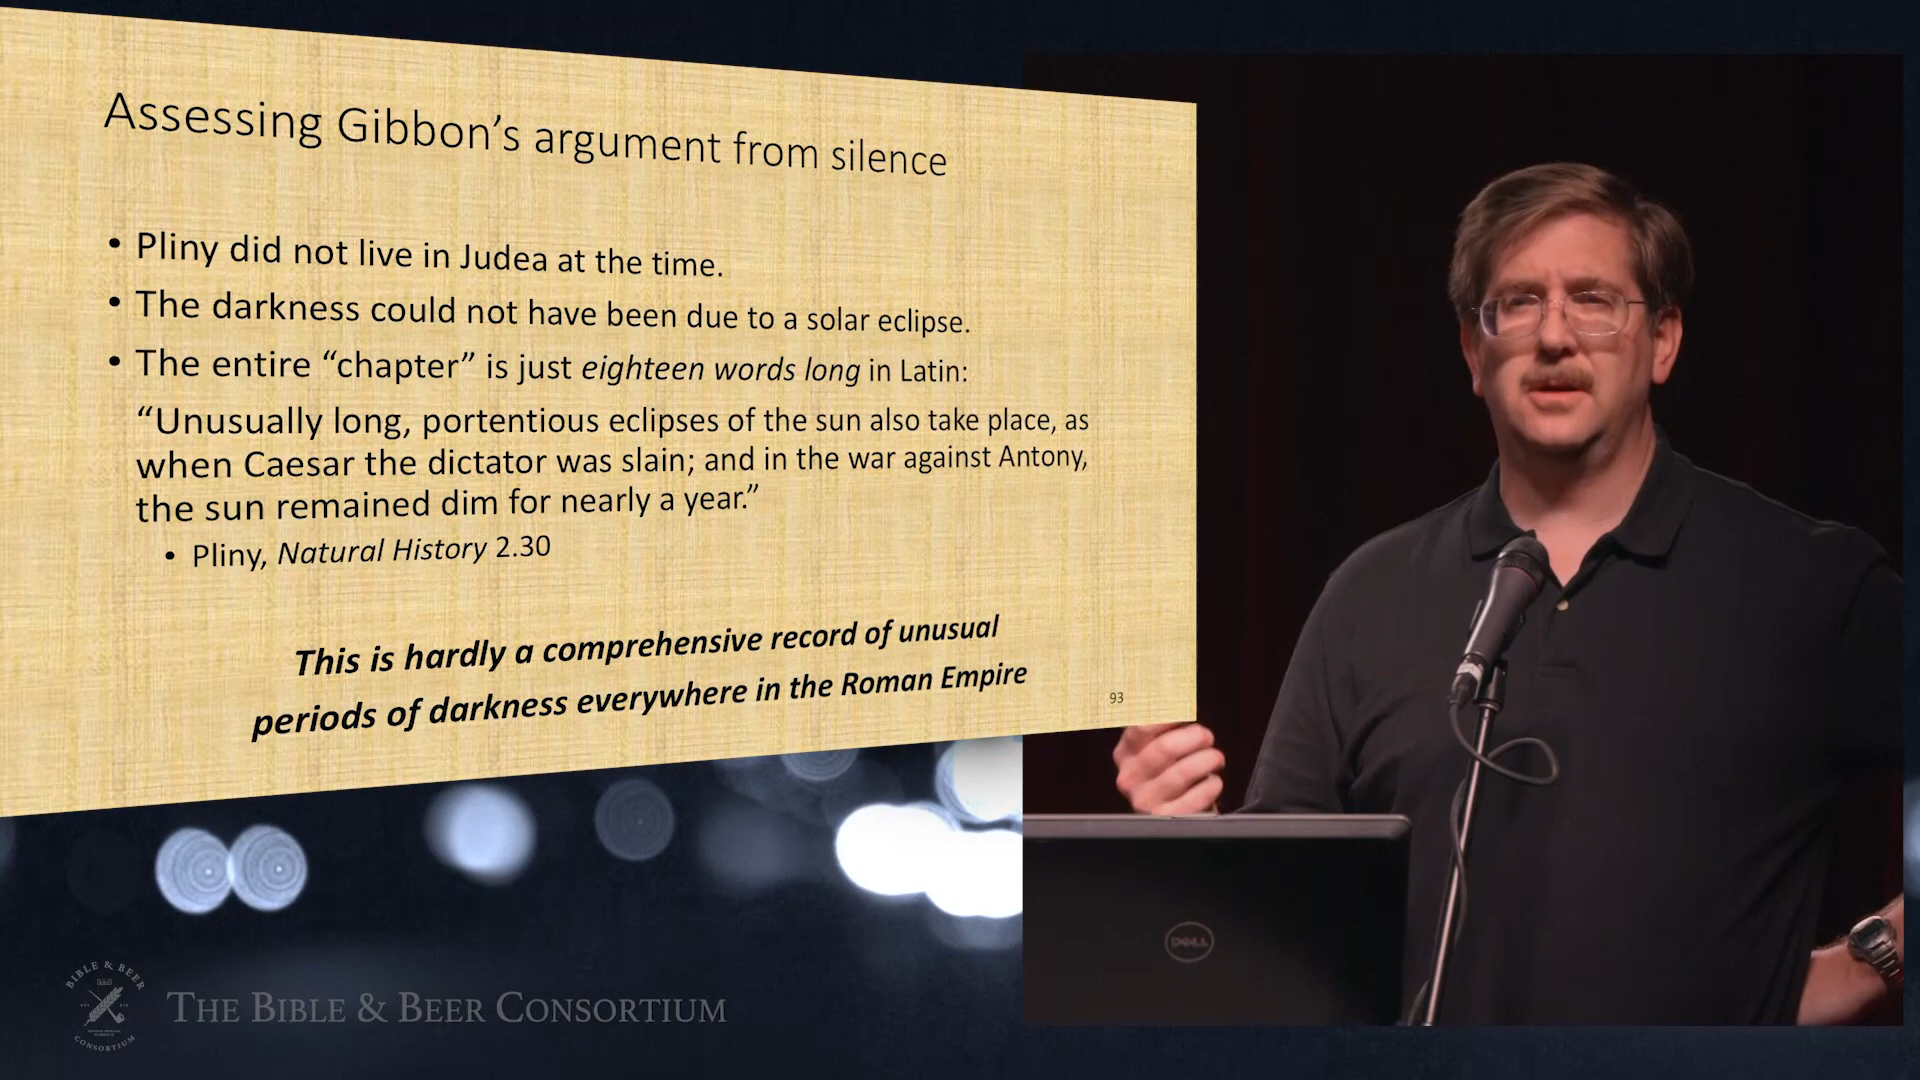 Assessing Gibbon’s argument from silence
• Pliny did not live in Judea at the time.
• The darkness could not have been due to a solar eclipse.
• The entire “chapter” is just eighteen words long in Latin:
“Unusually long, portentious eclipses of the sun also take place, as
when Caesar the dictator was slain; and in the war against Antony,
the sun remained dim for nearly a year.”
• Pliny, Natural History 2.30
This is hardly a comprehensive record of unusual
periods of darkness everywhere in the Roman Empire
93
DELL
BIBLE & BEER
CONSORTIUM
THE BIBLE & BEER CONSORTIUM